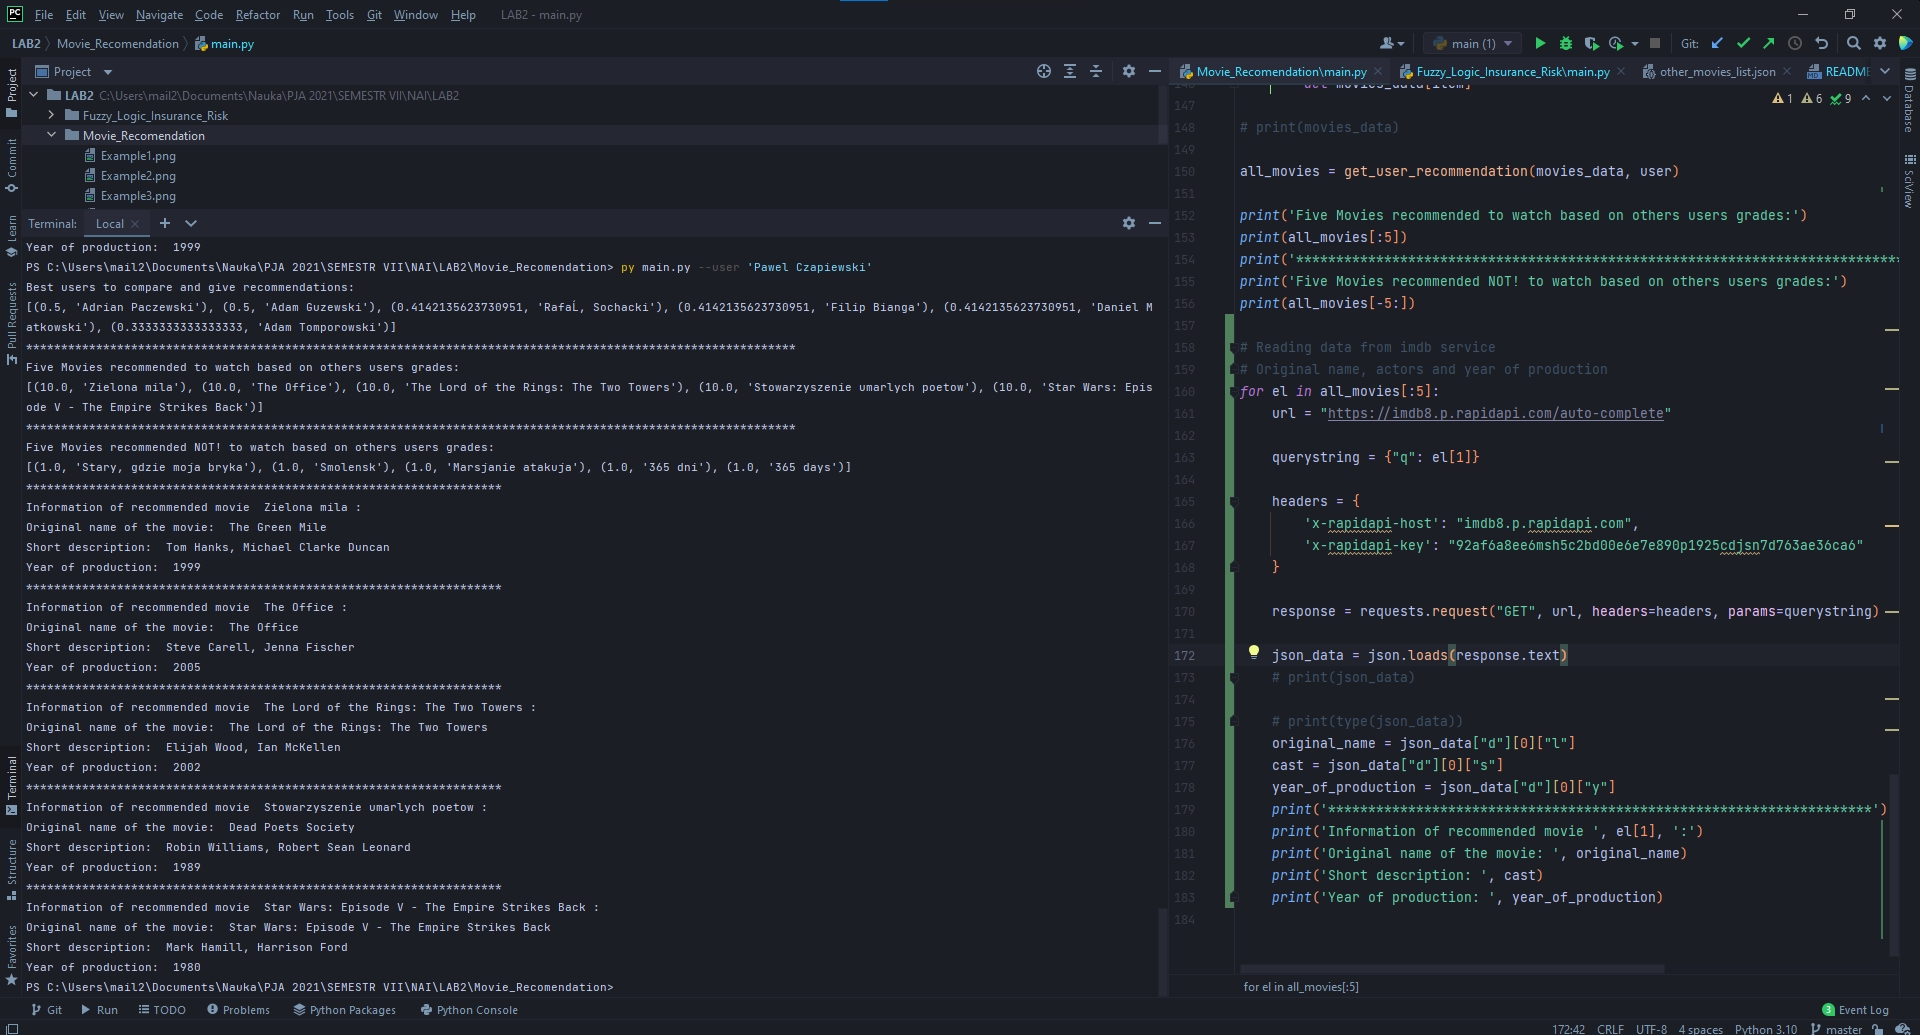 File Edit View Navigate Code Refactor Run Tools Git Window Help LAB2 - main.py
LAB2 Movie_Recomendation main.py
main (1) Git:
Project
LAB2 C:\Users\mail2\Documents\Nauka\PJA 2021\SEMESTR VII\NAI\LAB2
Fuzzy_Logic_Insurance_Risk
Movie_Recomendation
Example1.png
Example2.png
Example3.png
Project
Commit
Learn
Pull Requests
Terminal
Structure
Favorites
Terminal: Local
Year of production:  1999
PS C:\Users\mail2\Documents\Nauka\PJA 2021\SEMESTR VII\NAI\LAB2\Movie_Recomendation> py main.py --user 'Pawel Czapiewski'
Best users to compare and give recommendations:
[(0.5, 'Adrian Paczewski'), (0.5, 'Adam Guzewski'), (0.4142135623730951, 'RafaĹ, Sochacki'), (0.4142135623730951, 'Filip Bianga'), (0.4142135623730951, 'Daniel M
atkowski'), (0.3333333333333333, 'Adam Tomporowski')]
**************************************************************************************************************
Five Movies recommended to watch based on others users grades:
[(10.0, 'Zielona mila'), (10.0, 'The Office'), (10.0, 'The Lord of the Rings: The Two Towers'), (10.0, 'Stowarzyszenie umarlych poetow'), (10.0, 'Star Wars: Epis
ode V - The Empire Strikes Back')]
**************************************************************************************************************
Five Movies recommended NOT! to watch based on others users grades:
[(1.0, 'Stary, gdzie moja bryka'), (1.0, 'Smolensk'), (1.0, 'Marsjanie atakuja'), (1.0, '365 dni'), (1.0, '365 days')]
********************************************************************
Information of recommended movie  Zielona mila :
Original name of the movie:  The Green Mile
Short description:  Tom Hanks, Michael Clarke Duncan
Year of production:  1999
********************************************************************
Information of recommended movie  The Office :
Original name of the movie:  The Office
Short description:  Steve Carell, Jenna Fischer
Year of production:  2005
********************************************************************
Information of recommended movie  The Lord of the Rings: The Two Towers :
Original name of the movie:  The Lord of the Rings: The Two Towers
Short description:  Elijah Wood, Ian McKellen
Year of production:  2002
********************************************************************
Information of recommended movie  Stowarzyszenie umarlych poetow :
Original name of the movie:  Dead Poets Society
Short description:  Robin Williams, Robert Sean Leonard
Year of production:  1989
********************************************************************
Information of recommended movie  Star Wars: Episode V - The Empire Strikes Back :
Original name of the movie:  Star Wars: Episode V - The Empire Strikes Back
Short description:  Mark Hamill, Harrison Ford
Year of production:  1980
PS C:\Users\mail2\Documents\Nauka\PJA 2021\SEMESTR VII\NAI\LAB2\Movie_Recomendation>
Movie_Recomendation\main.py Fuzzy_Logic_Insurance_Risk\main.py other_movies_list.json README
1 6 9
147
148 # print(movies_data)
149
150 all_movies = get_user_recommendation(movies_data, user)
151
152 print('Five Movies recommended to watch based on others users grades:')
153 print(all_movies[:5])
154 print('****************************************************************************
155 print('Five Movies recommended NOT! to watch based on others users grades:')
156 print(all_movies[-5:])
157
158 # Reading data from imdb service
159 # Original name, actors and year of production
160 for el in all_movies[:5]:
161     url = "https://imdb8.p.rapidapi.com/auto-complete"
162
163     querystring = {"q": el[1]}
164
165     headers = {
166         'x-rapidapi-host': "imdb8.p.rapidapi.com",
167         'x-rapidapi-key': "92af6a8ee6msh5c2bd00e6e7e890p1925cdjsn7d763ae36ca6"
168     }
169
170     response = requests.request("GET", url, headers=headers, params=querystring)
171
172     json_data = json.loads(response.text)
173     # print(json_data)
174
175     # print(type(json_data))
176     original_name = json_data["d"][0]["l"]
177     cast = json_data["d"][0]["s"]
178     year_of_production = json_data["d"][0]["y"]
179     print('********************************************************************')
180     print('Information of recommended movie ', el[1], ':')
181     print('Original name of the movie: ', original_name)
182     print('Short description: ', cast)
183     print('Year of production: ', year_of_production)
184
for el in all_movies[:5]
Database
SciView
Git Run TODO Problems Python Packages Python Console 3 Event Log
172:42 CRLF UTF-8 4 spaces Python 3.10 master